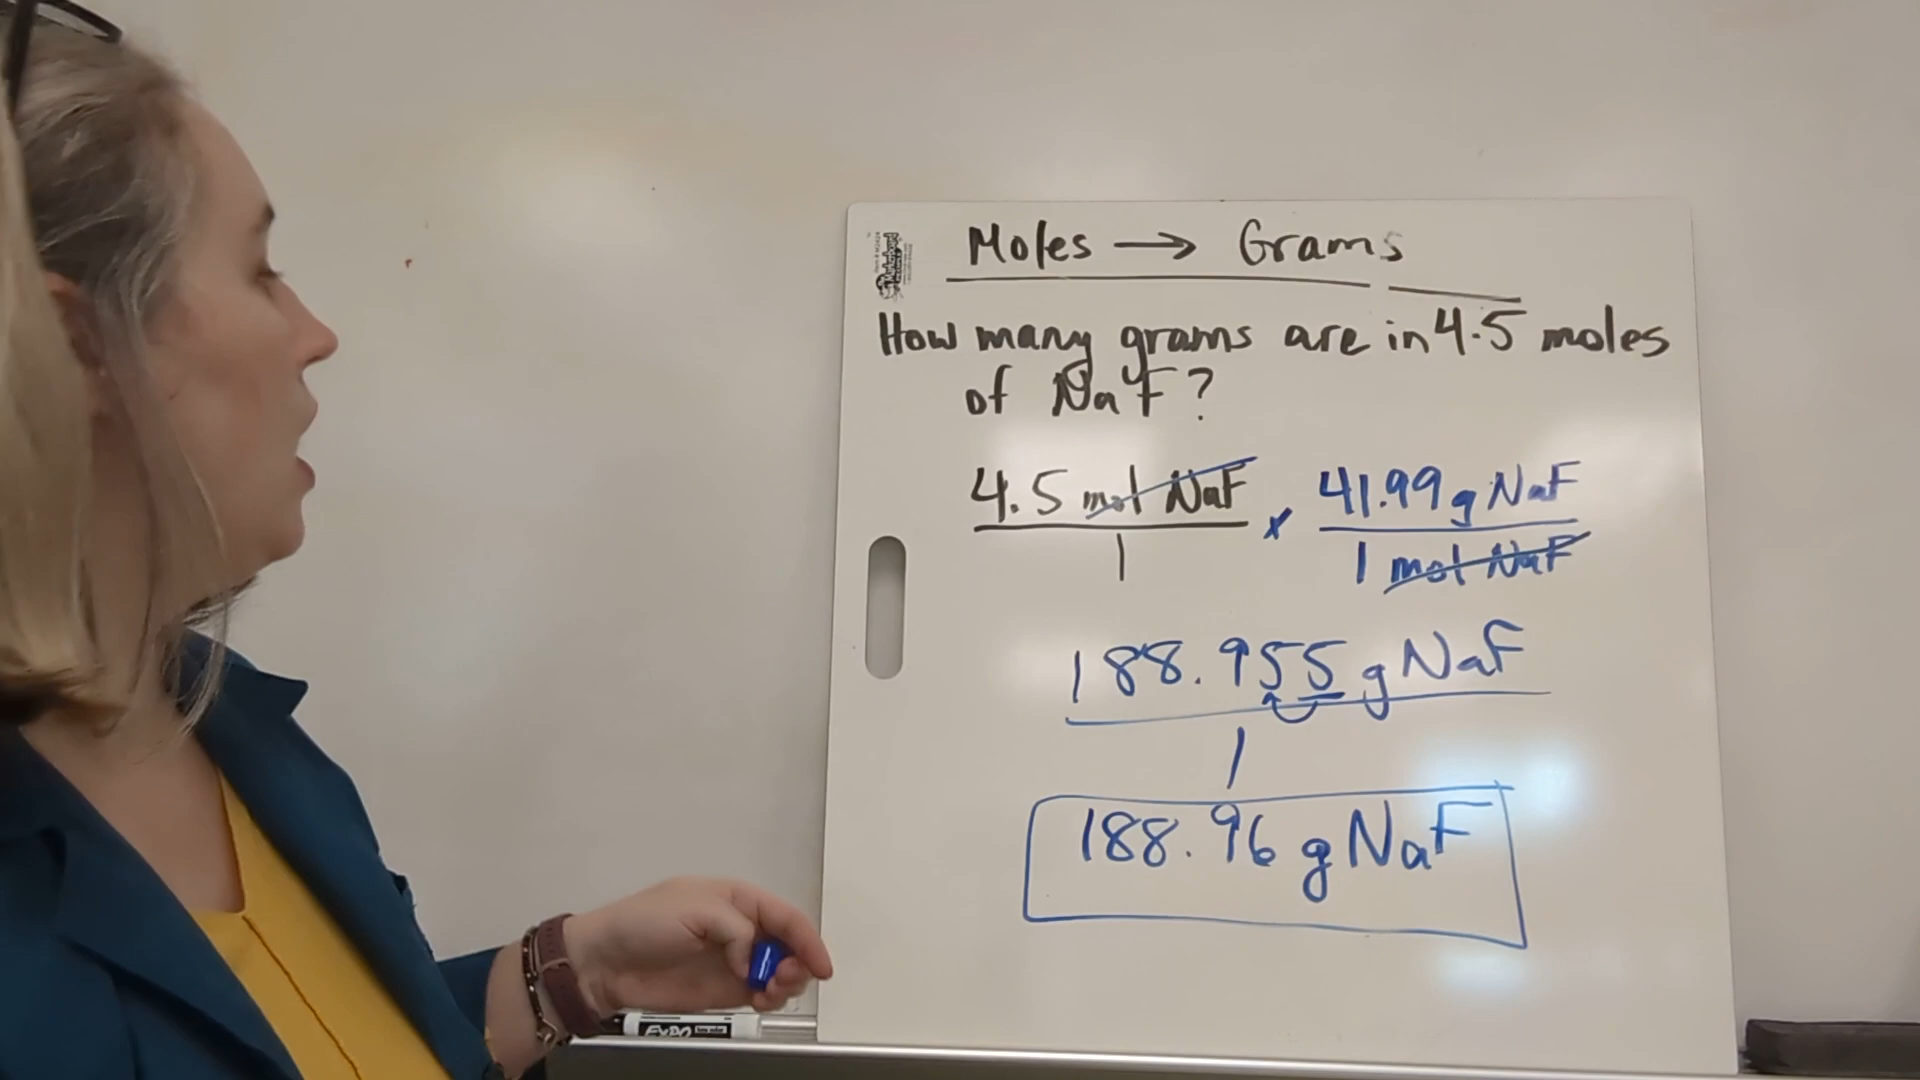 Moles → Grams
How many grams are in 4.5 moles
of NaF?
4.5 mol NaF × 41.99 g NaF
1 1 mol NaF
188.955 g NaF
1
188.96 g NaF
EXPO